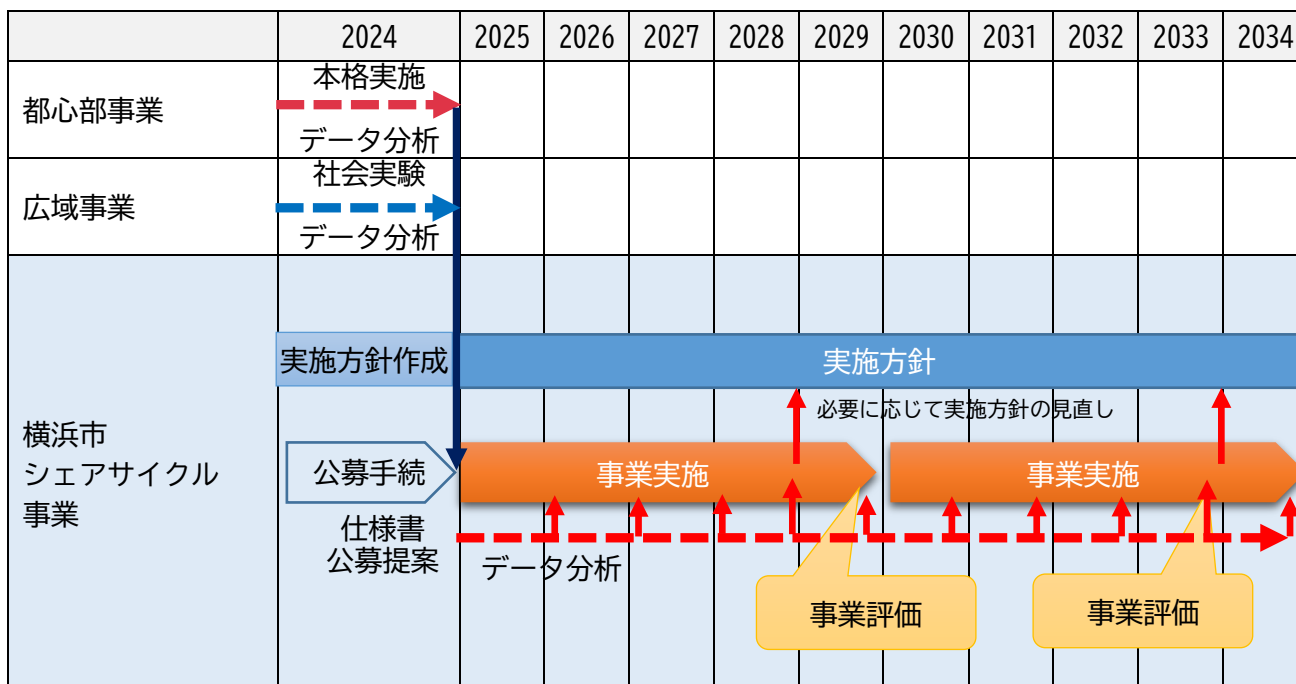 2024 2025 2026 2027 2028 2029 2030 2031 2032 2033 2034
都心部事業
本格実施
データ分析
広域事業
社会実験
データ分析
横浜市
シェアサイクル
事業
実施方針作成
実施方針
必要に応じて実施方針の見直し
公募手続
事業実施
事業実施
仕様書
公募提案
データ分析
事業評価
事業評価